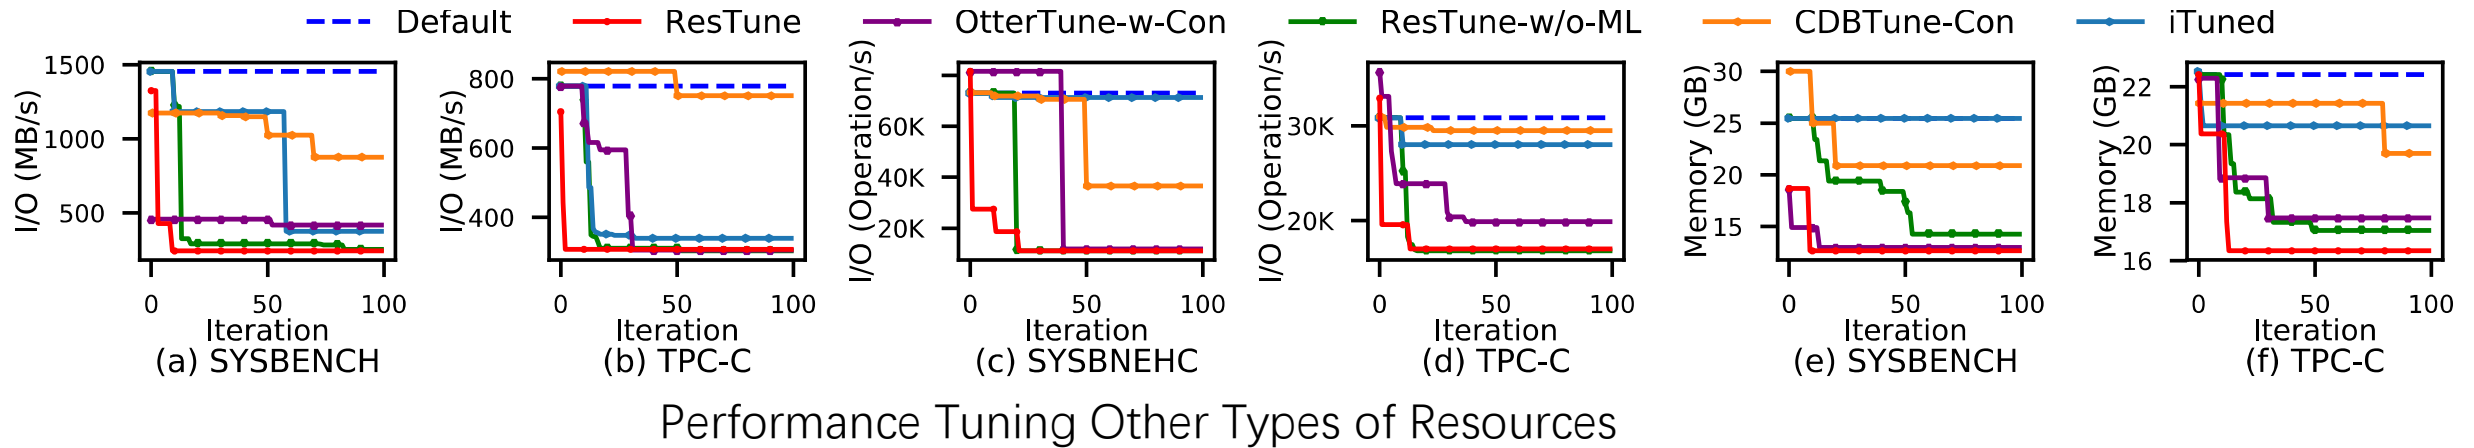 Default ResTune OtterTune-w-Con ResTune-w/o-ML CDBTune-Con iTuned
I/O (MB/s)
1500
1000
500
0 50 100
Iteration
(a) SYSBENCH
I/O (MB/s)
800
600
400
0 50 100
Iteration
(b) TPC-C
I/O (Operation/s)
60K
40K
20K
0 50 100
Iteration
(c) SYSBNEHC
I/O (Operation/s)
30K
20K
0 50 100
Iteration
(d) TPC-C
Memory (GB)
30
25
20
15
0 50 100
Iteration
(e) SYSBENCH
Memory (GB)
22
20
18
16
0 50 100
Iteration
(f) TPC-C
Performance Tuning Other Types of Resources